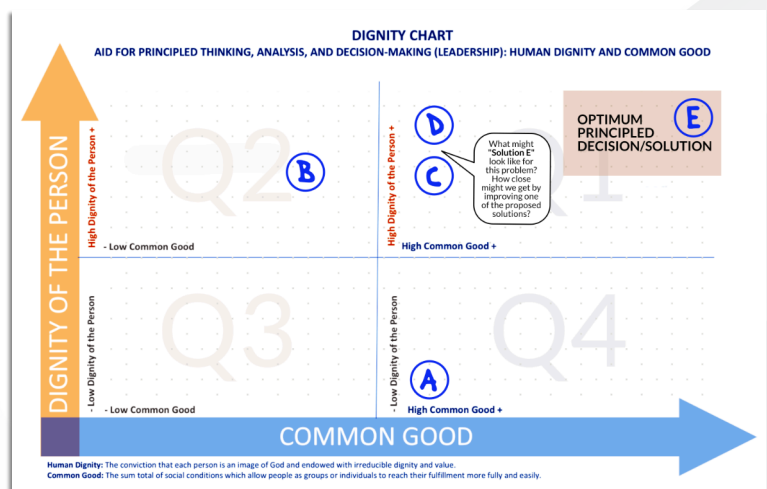 DIGNITY CHART
AID FOR PRINCIPLED THINKING, ANALYSIS, AND DECISION-MAKING (LEADERSHIP): HUMAN DIGNITY AND COMMON GOOD
DIGNITY OF THE PERSON
High Dignity of the Person +
Q2
B
- Low Common Good
High Dignity of the Person +
Q1
D
C
What might
"Solution E"
look like for
this problem?
How close
might we get by
improving one
of the proposed
solutions?
OPTIMUM
PRINCIPLED
DECISION/SOLUTION
E
High Common Good +
- Low Dignity of the Person
Q3
- Low Common Good
- Low Dignity of the Person
Q4
A
High Common Good +
COMMON GOOD
Human Dignity: The conviction that each person is an image of God and endowed with irreducible dignity and value.
Common Good: The sum total of social conditions which allow people as groups or individuals to reach their fulfillment more fully and easily.